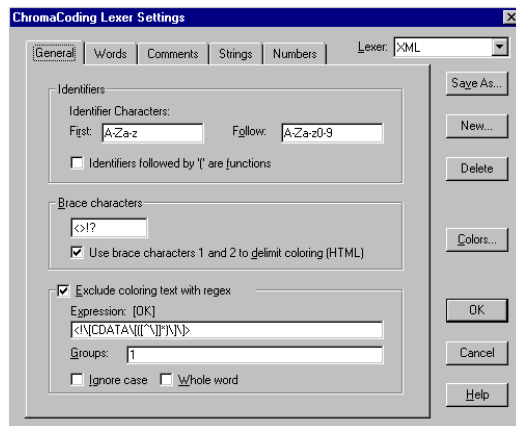 ChromaCoding Lexer Settings
General Words Comments Strings Numbers Lexer: XML
Identifiers
Identifier Characters:
First: A-Za-z Follow: A-Za-z0-9
Identifiers followed by '(' are functions
Brace characters
<>!?
Use brace characters 1 and 2 to delimit coloring (HTML)
Exclude coloring text with regex
Expression: [OK]
<!\[CDATA\[([^\]]*)\]\]>
Groups: 1
Ignore case Whole word
Save As...
New...
Delete
Colors...
OK
Cancel
Help